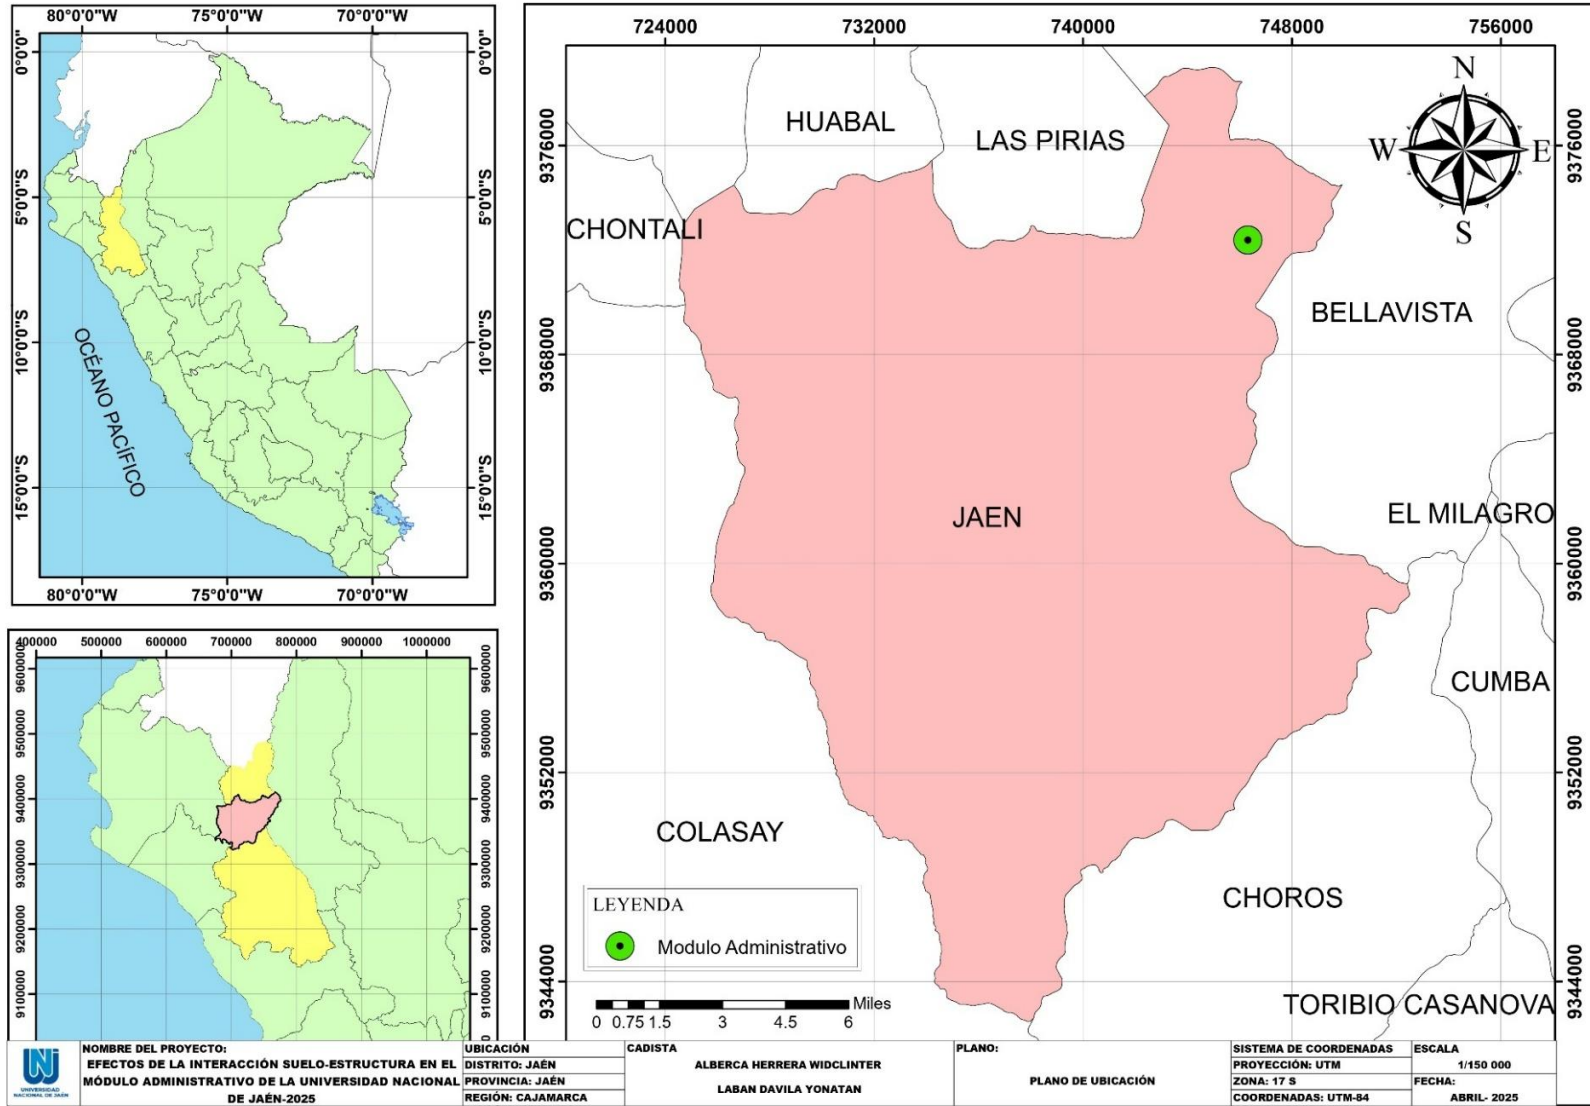 80°0'0"W 75°0'0"W 70°0'0"W
0°0'0" 0°0'0"
5°0'0"S 5°0'0"S
10°0'0"S 10°0'0"S
15°0'0"S 15°0'0"S
OCÉANO PACÍFICO
80°0'0"W 75°0'0"W 70°0'0"W
400000 500000 600000 700000 800000 900000 1000000
9600000 9600000
9500000 9500000
9400000 9400000
9300000 9300000
9200000 9200000
9100000 9100000
0
724000 732000 740000 748000 756000
9376000 9376000
9368000 9368000
9360000 9360000
9352000 9352000
9344000 9344000
N
W E
S
HUABAL
LAS PIRIAS
CHONTALI
BELLAVISTA
JAEN
EL MILAGRO
CUMBA
COLASAY
CHOROS
TORIBIO CASANOVA
LEYENDA
Modulo Administrativo
Miles
0 0.75 1.5 3 4.5 6
UNJ
UNIVERSIDAD
NACIONAL DE JAÉN
NOMBRE DEL PROYECTO:
EFECTOS DE LA INTERACCIÓN SUELO-ESTRUCTURA EN EL
MÓDULO ADMINISTRATIVO DE LA UNIVERSIDAD NACIONAL
DE JAÉN-2025
UBICACIÓN
DISTRITO: JAÉN
PROVINCIA: JAÉN
REGIÓN: CAJAMARCA
CADISTA
ALBERCA HERRERA WIDCLINTER
LABAN DAVILA YONATAN
PLANO:
PLANO DE UBICACIÓN
SISTEMA DE COORDENADAS
PROYECCIÓN: UTM
ZONA: 17 S
COORDENADAS: UTM-84
ESCALA
1/150 000
FECHA:
ABRIL- 2025